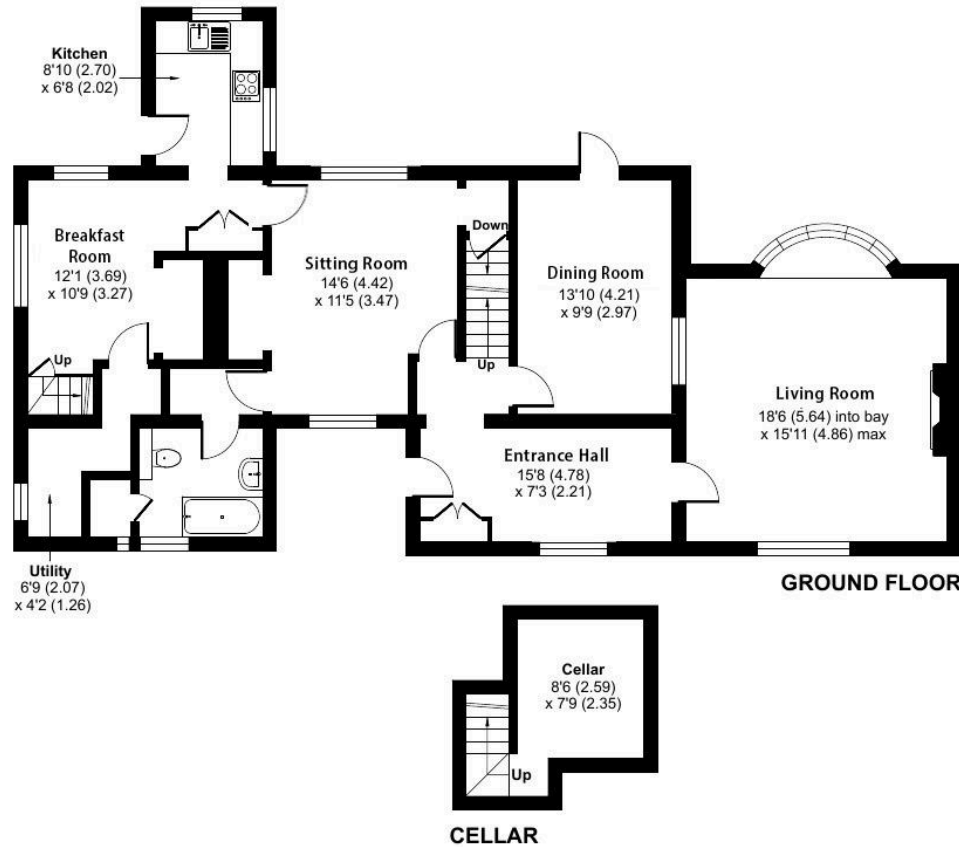 Kitchen
8'10 (2.70)
x 6'8 (2.02)
Breakfast
Room
12'1 (3.69)
x 10'9 (3.27)
Up
Sitting Room
14'6 (4.42)
x 11'5 (3.47)
Down
Up
Dining Room
13'10 (4.21)
x 9'9 (2.97)
Living Room
18'6 (5.64) into bay
x 15'11 (4.86) max
Entrance Hall
15'8 (4.78)
x 7'3 (2.21)
Utility
6'9 (2.07)
x 4'2 (1.26)
GROUND FLOOR
Cellar
8'6 (2.59)
x 7'9 (2.35)
Up
CELLAR